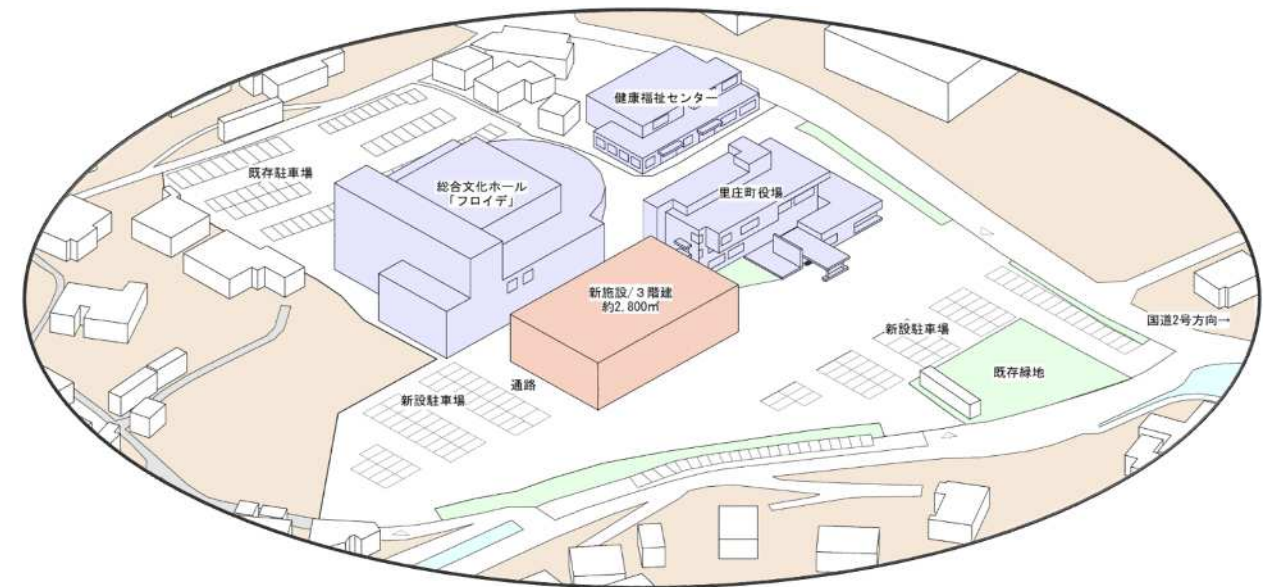 健康福祉センター
既存駐車場
総合文化ホール
「フロイデ」
里庄町役場
新施設/3階建
約2,800㎡
国道2号方向→
新設駐車場
既存緑地
通路
新設駐車場